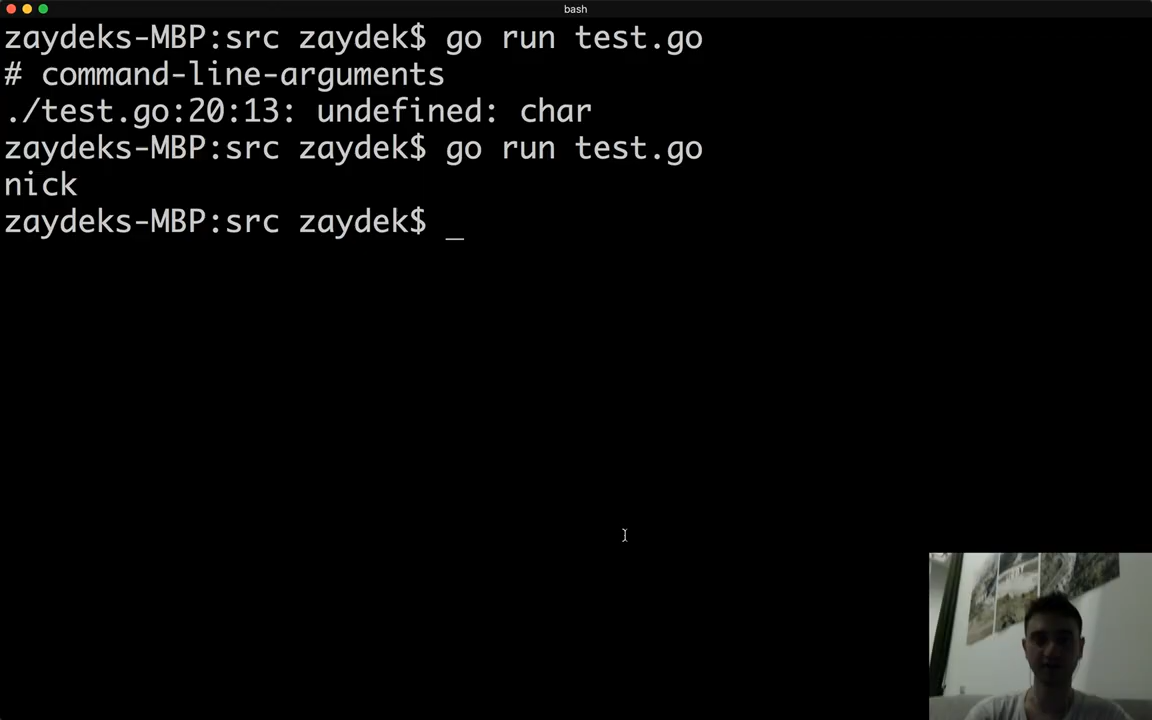 bash
zaydeks-MBP:src zaydek$ go run test.go
# command-line-arguments
./test.go:20:13: undefined: char
zaydeks-MBP:src zaydek$ go run test.go
nick
zaydeks-MBP:src zaydek$ _